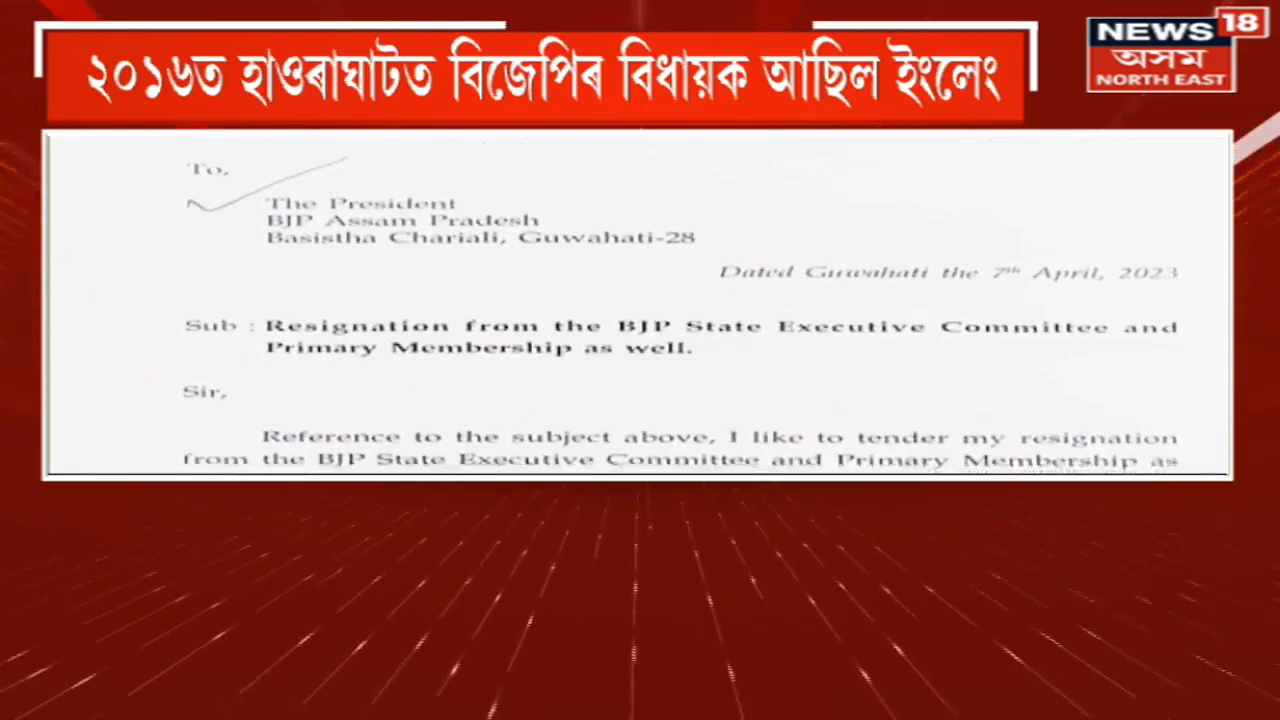 ২০১৬ত হাওৰাঘাটত বিজেপিৰ বিধায়ক আছিল ইংলেং
NEWS 18
অসম
NORTH EAST
To,
The President
BJP Assam Pradesh
Basistha Chariali, Guwahati-28
Dated Guwahati the 7th April, 2023
Sub : Resignation from the BJP State Executive Committee and
Primary Membership as well.
Sir,
Reference to the subject above, I like to tender my resignation
from the BJP State Executive Committee and Primary Membership as